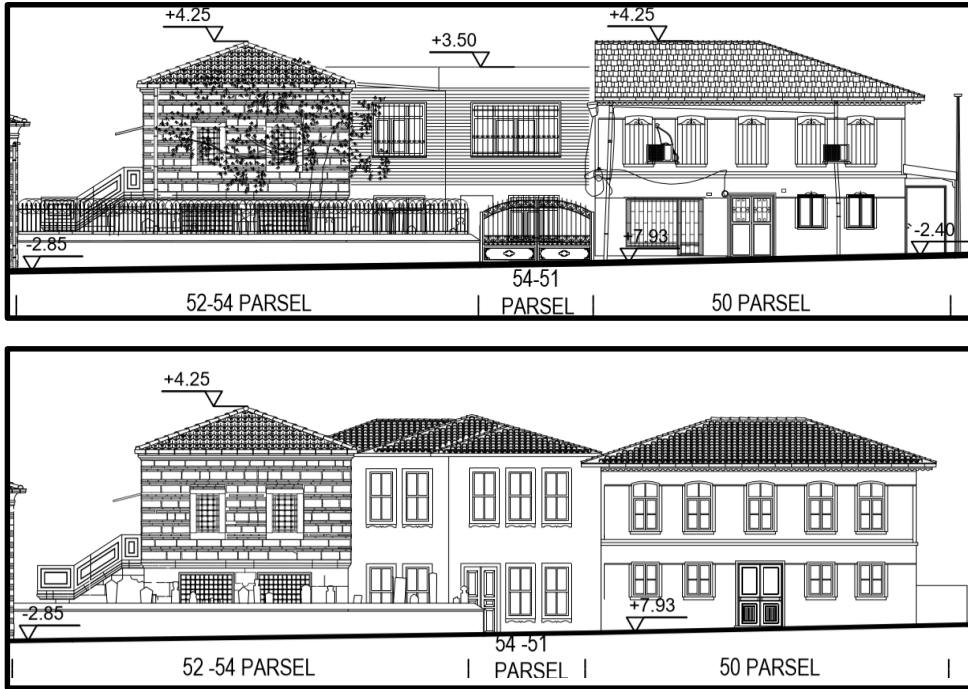 +4.25
+3.50
+4.25
-2.85
+7.93
-2.40
52-54 PARSEL
54-51
PARSEL
50 PARSEL
+4.25
-2.85
+7.93
52 -54 PARSEL
54 -51
PARSEL
50 PARSEL